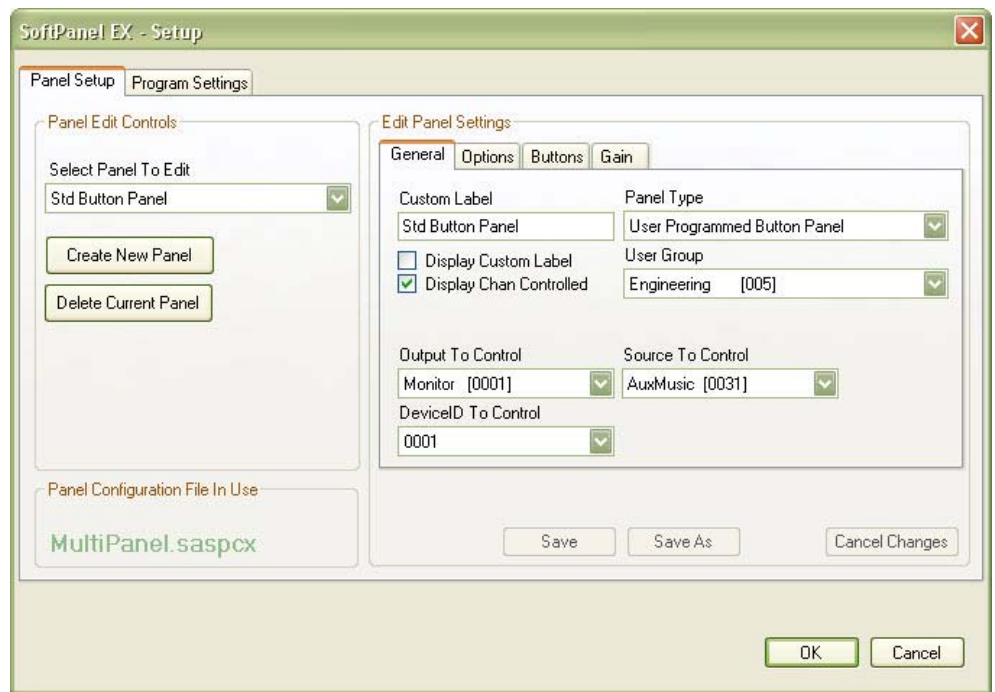 SoftPanel EX - Setup
Panel Setup
Program Settings
Panel Edit Controls
Select Panel To Edit
Std Button Panel
Create New Panel
Delete Current Panel
Panel Configuration File In Use
MultiPanel.saspcx
Edit Panel Settings
General
Options
Buttons
Gain
Custom Label
Std Button Panel
Panel Type
User Programmed Button Panel
Display Custom Label
Display Chan Controlled
User Group
Engineering [005]
Output To Control
Monitor [0001]
Source To Control
AuxMusic [0031]
DeviceID To Control
0001
Save
Save As
Cancel Changes
OK
Cancel